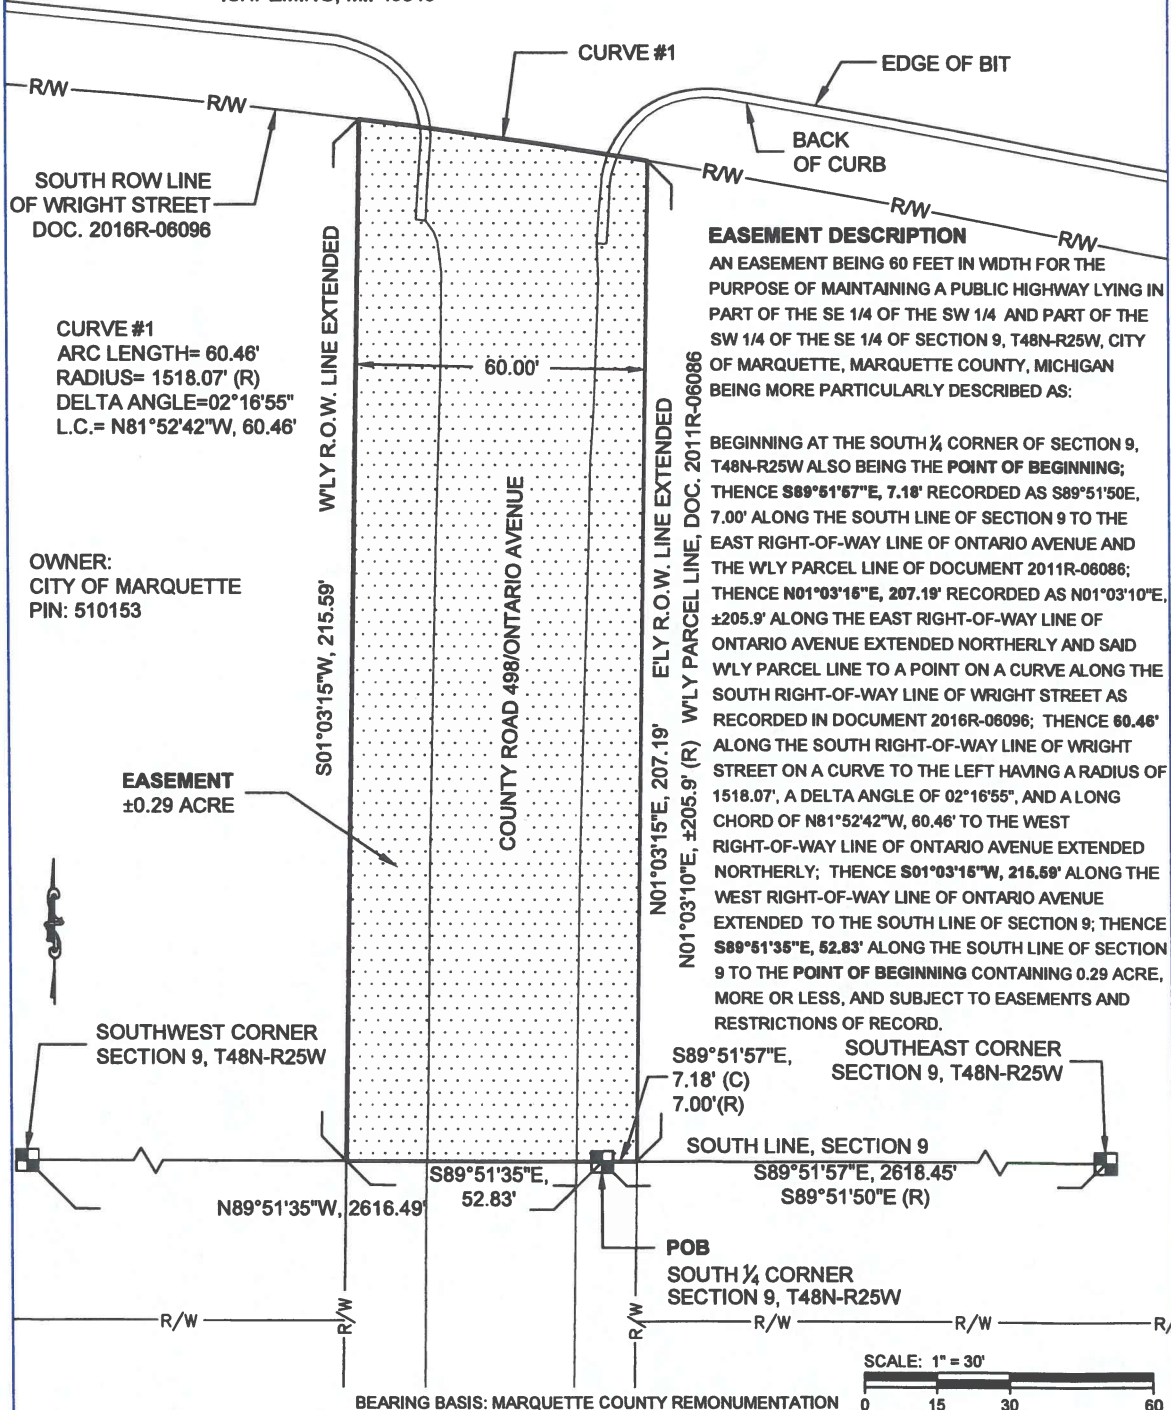 CURVE #1
EDGE OF BIT
R/W
R/W
BACK
OF CURB
R/W
R/W
R/W
SOUTH ROW LINE
OF WRIGHT STREET
DOC. 2016R-06096
CURVE #1
ARC LENGTH= 60.46'
RADIUS= 1518.07' (R)
DELTA ANGLE=02°16'55"
L.C.= N81°52'42"W, 60.46'
OWNER:
CITY OF MARQUETTE
PIN: 510153
S01°03'15"W, 215.59' W'LY R.O.W. LINE EXTENDED
60.00'
COUNTY ROAD 498/ONTARIO AVENUE
N01°03'15"E, 207.19' E'LY R.O.W. LINE EXTENDED
N01°03'10"E, ±205.9' (R) W'LY PARCEL LINE, DOC. 2011R-06086
EASEMENT
±0.29 ACRE
EASEMENT DESCRIPTION
AN EASEMENT BEING 60 FEET IN WIDTH FOR THE
PURPOSE OF MAINTAINING A PUBLIC HIGHWAY LYING IN
PART OF THE SE 1/4 OF THE SW 1/4 AND PART OF THE
SW 1/4 OF THE SE 1/4 OF SECTION 9, T48N-R25W, CITY
OF MARQUETTE, MARQUETTE COUNTY, MICHIGAN
BEING MORE PARTICULARLY DESCRIBED AS:
BEGINNING AT THE SOUTH ¼ CORNER OF SECTION 9,
T48N-R25W ALSO BEING THE POINT OF BEGINNING;
THENCE S89°51'57"E, 7.18' RECORDED AS S89°51'50E,
7.00' ALONG THE SOUTH LINE OF SECTION 9 TO THE
EAST RIGHT-OF-WAY LINE OF ONTARIO AVENUE AND
THE W'LY PARCEL LINE OF DOCUMENT 2011R-06086;
THENCE N01°03'15"E, 207.19' RECORDED AS N01°03'10"E,
±205.9' ALONG THE EAST RIGHT-OF-WAY LINE OF
ONTARIO AVENUE EXTENDED NORTHERLY AND SAID
W'LY PARCEL LINE TO A POINT ON A CURVE ALONG THE
SOUTH RIGHT-OF-WAY LINE OF WRIGHT STREET AS
RECORDED IN DOCUMENT 2016R-06096; THENCE 60.46'
ALONG THE SOUTH RIGHT-OF-WAY LINE OF WRIGHT
STREET ON A CURVE TO THE LEFT HAVING A RADIUS OF
1518.07', A DELTA ANGLE OF 02°16'55", AND A LONG
CHORD OF N81°52'42"W, 60.46' TO THE WEST
RIGHT-OF-WAY LINE OF ONTARIO AVENUE EXTENDED
NORTHERLY; THENCE S01°03'15"W, 215.59' ALONG THE
WEST RIGHT-OF-WAY LINE OF ONTARIO AVENUE
EXTENDED TO THE SOUTH LINE OF SECTION 9; THENCE
S89°51'35"E, 52.83' ALONG THE SOUTH LINE OF SECTION
9 TO THE POINT OF BEGINNING CONTAINING 0.29 ACRE,
MORE OR LESS, AND SUBJECT TO EASEMENTS AND
RESTRICTIONS OF RECORD.
SOUTHWEST CORNER
SECTION 9, T48N-R25W
S89°51'57"E,
7.18' (C)
7.00'(R)
SOUTHEAST CORNER
SECTION 9, T48N-R25W
SOUTH LINE, SECTION 9
S89°51'57"E, 2618.45'
S89°51'50"E (R)
S89°51'35"E,
52.83'
N89°51'35"W, 2616.49'
POB
SOUTH ¼ CORNER
SECTION 9, T48N-R25W
R/W
R/W
R/W
R/W
R/W
R/
SCALE: 1" = 30'
0 15 30 60
BEARING BASIS: MARQUETTE COUNTY REMONUMENTATION